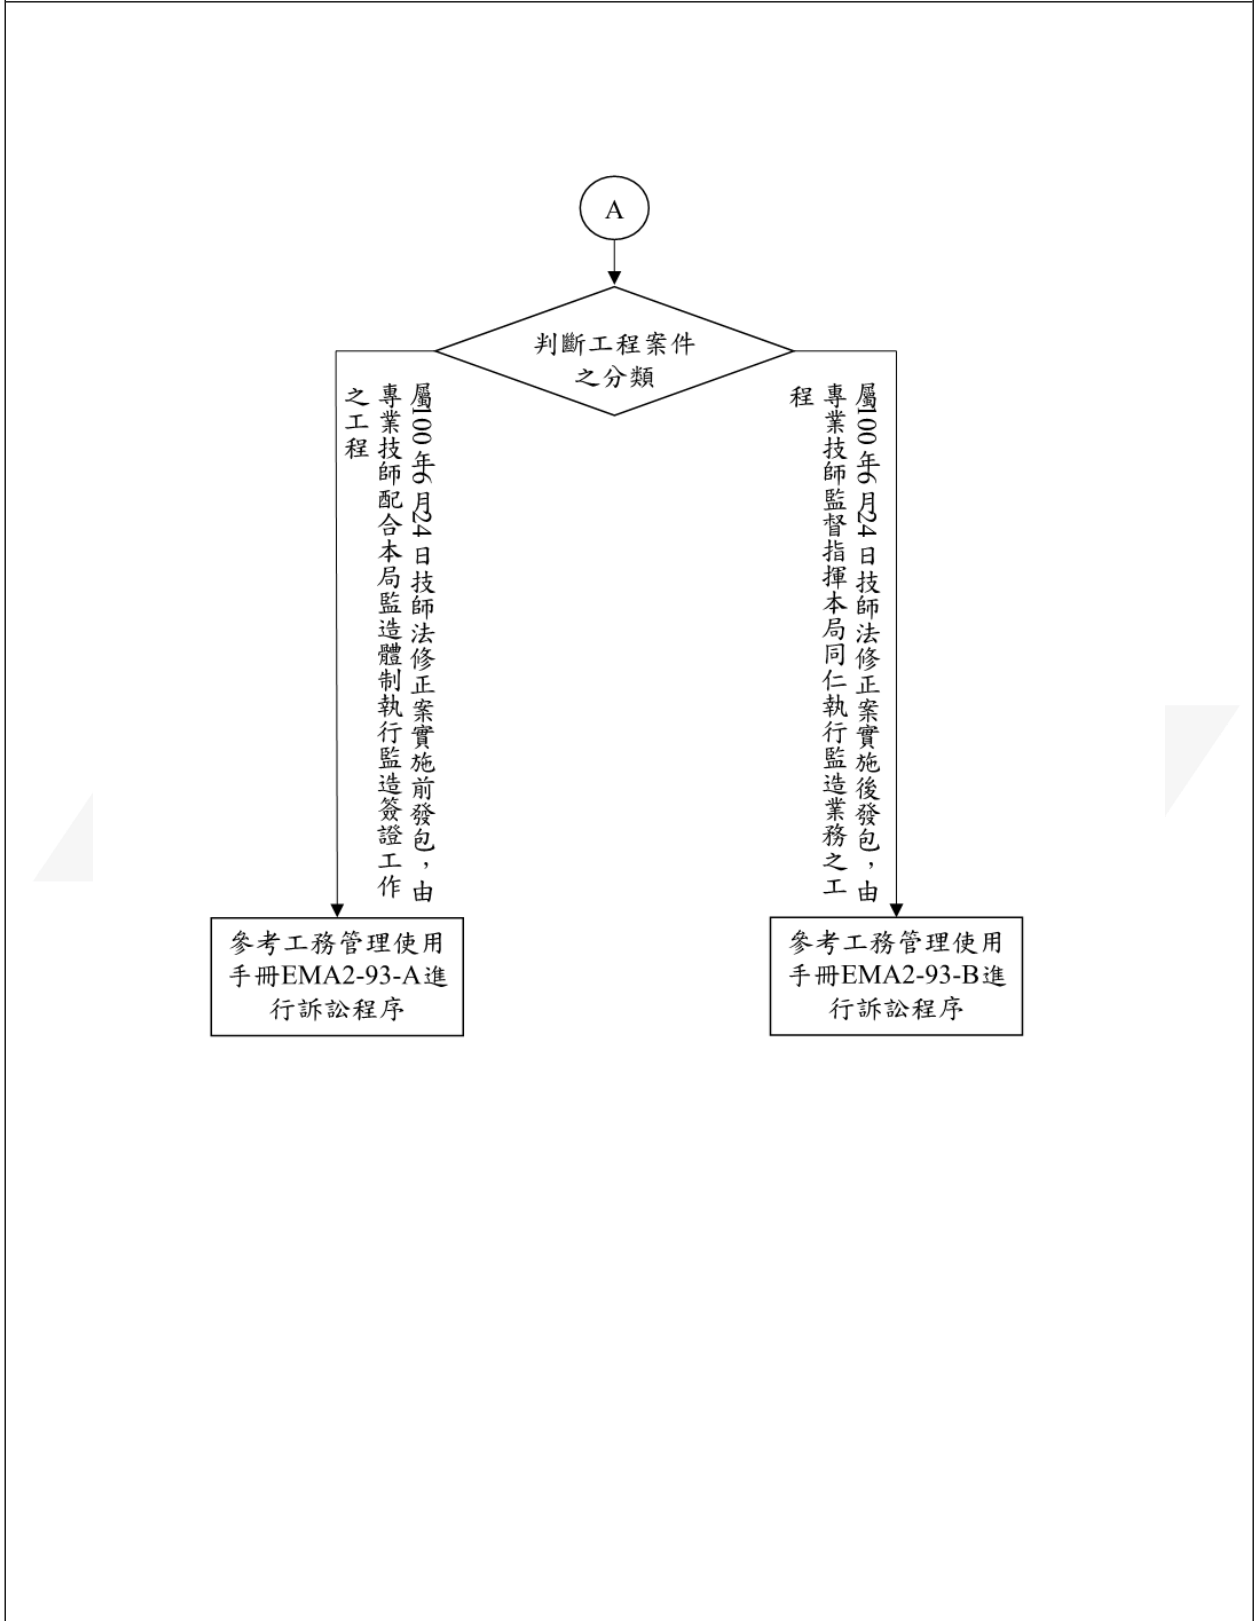 A
判斷工程案件
之分類
屬100年6月24日技師法修正案實施前發包，由
專業技師配合本局監造體制執行監造簽證工作
之工程
屬100年6月24日技師法修正案實施後發包，由
專業技師監督指揮本局同仁執行監造業務之工
程
參考工務管理使用
手冊EMA2-93-A進
行訴訟程序
參考工務管理使用
手冊EMA2-93-B進
行訴訟程序